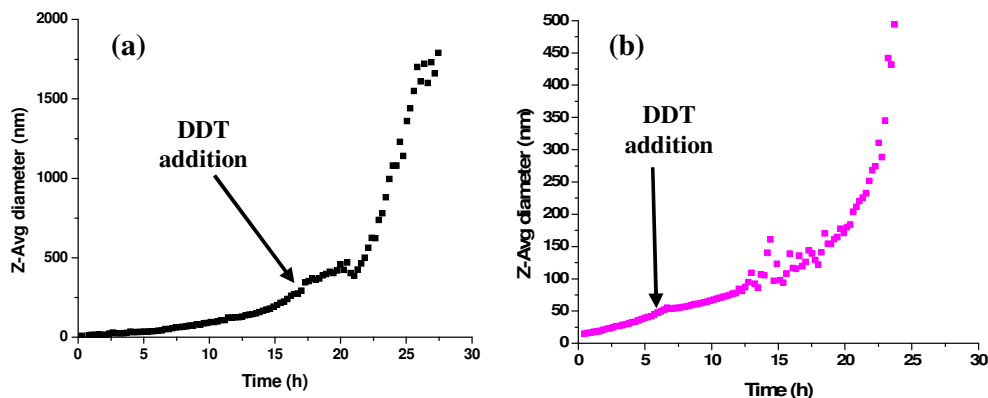 (a)
Z-Avg diameter (nm)
2000
1500
1000
500
0
DDT
addition
0 5 10 15 20 25 30
Time (h)
(b)
Z-Avg diameter (nm)
500
450
400
350
300
250
200
150
100
50
0
DDT
addition
0 5 10 15 20 25 30
Time (h)